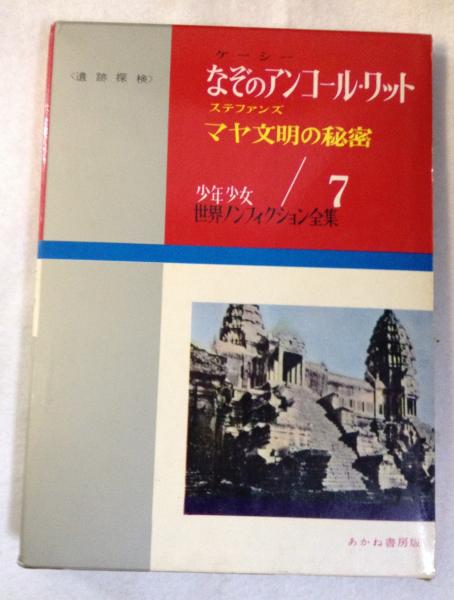 〈遺跡探検〉
ケーシー
なぞのアンコール・ワット
ステファンズ
マヤ文明の秘密
少年少女
世界ノンフィクション全集
7
あかね書房版